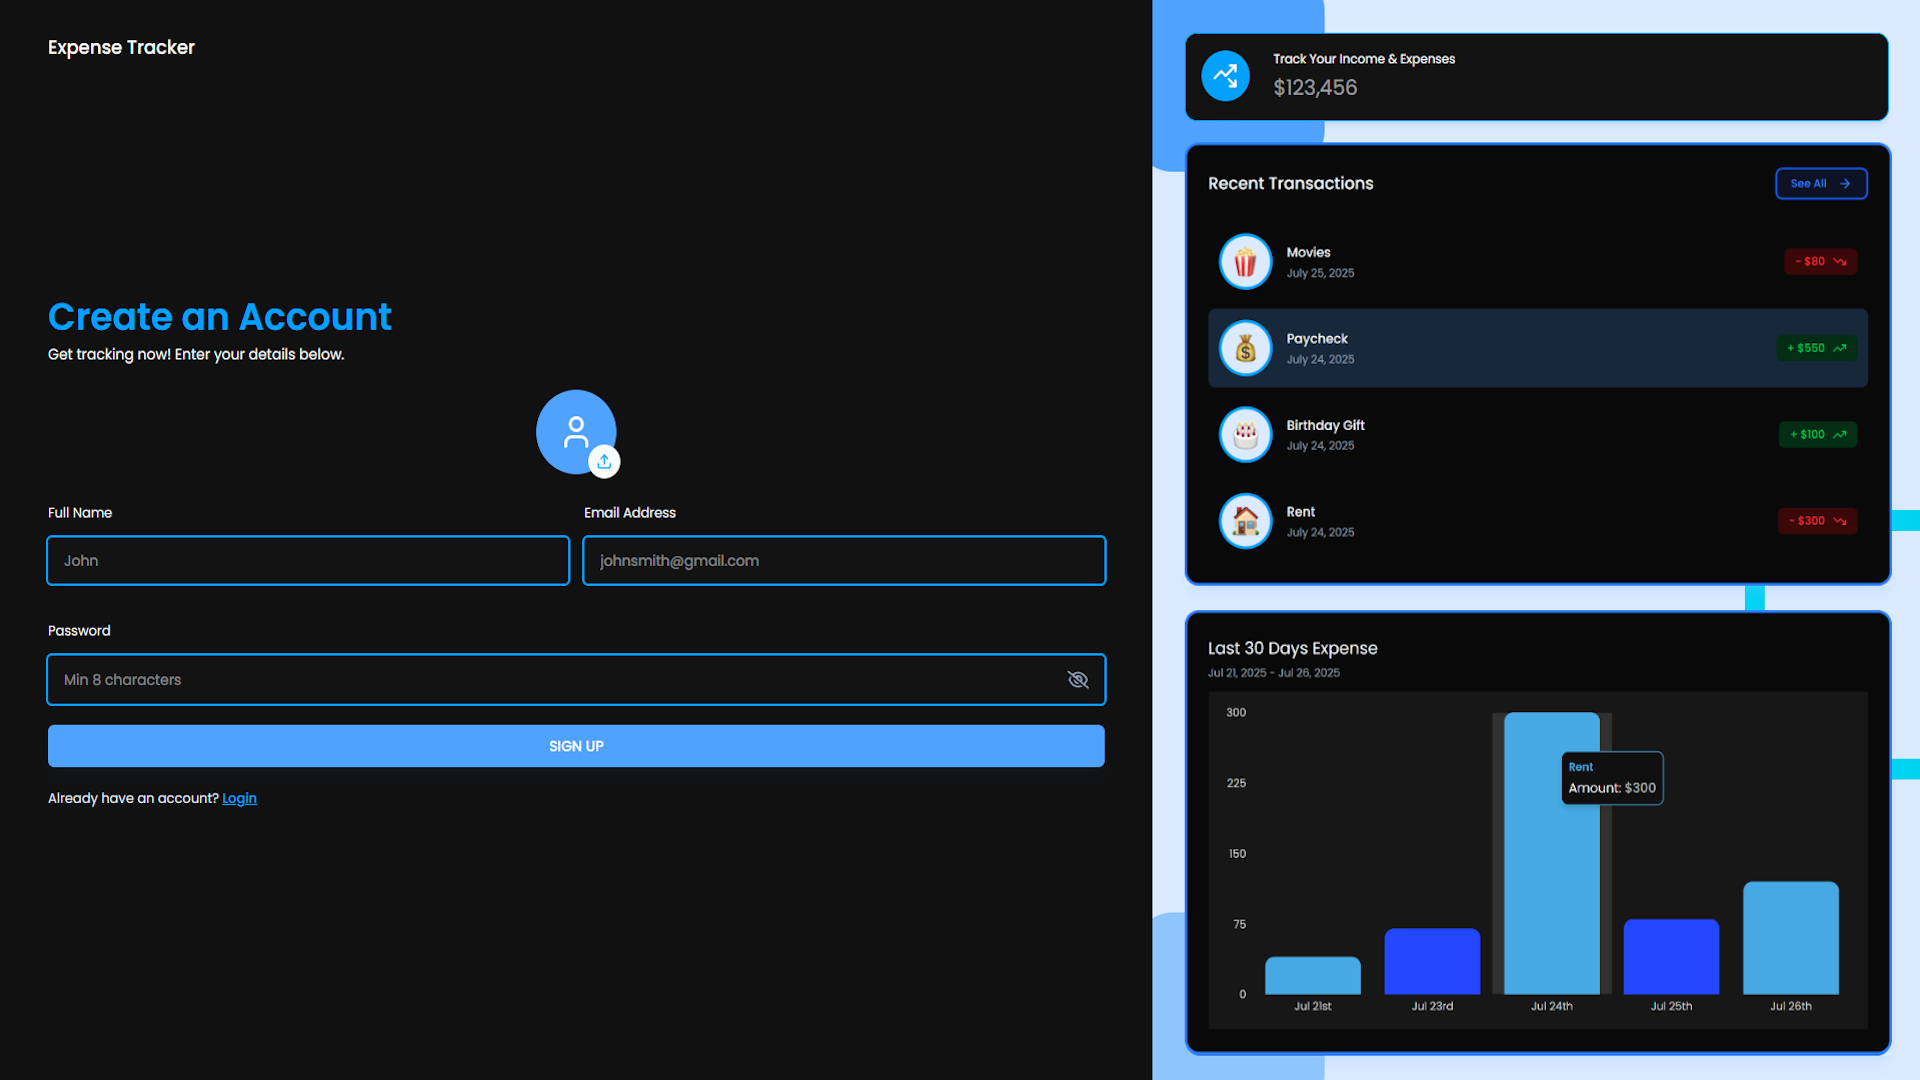 Expense Tracker
Create an Account
Get tracking now! Enter your details below.
Full Name
Email Address
John
johnsmith@gmail.com
Password
Min 8 characters
SIGN UP
Already have an account? Login
Track Your Income & Expenses
$123,456
Recent Transactions
See All
Movies
July 25, 2025
- $80
Paycheck
July 24, 2025
+ $550
Birthday Gift
July 24, 2025
+ $100
Rent
July 24, 2025
- $300
Last 30 Days Expense
Jul 21, 2025 - Jul 26, 2025
300
225
150
75
0
Rent
Amount: $300
Jul 21st
Jul 23rd
Jul 24th
Jul 25th
Jul 26th